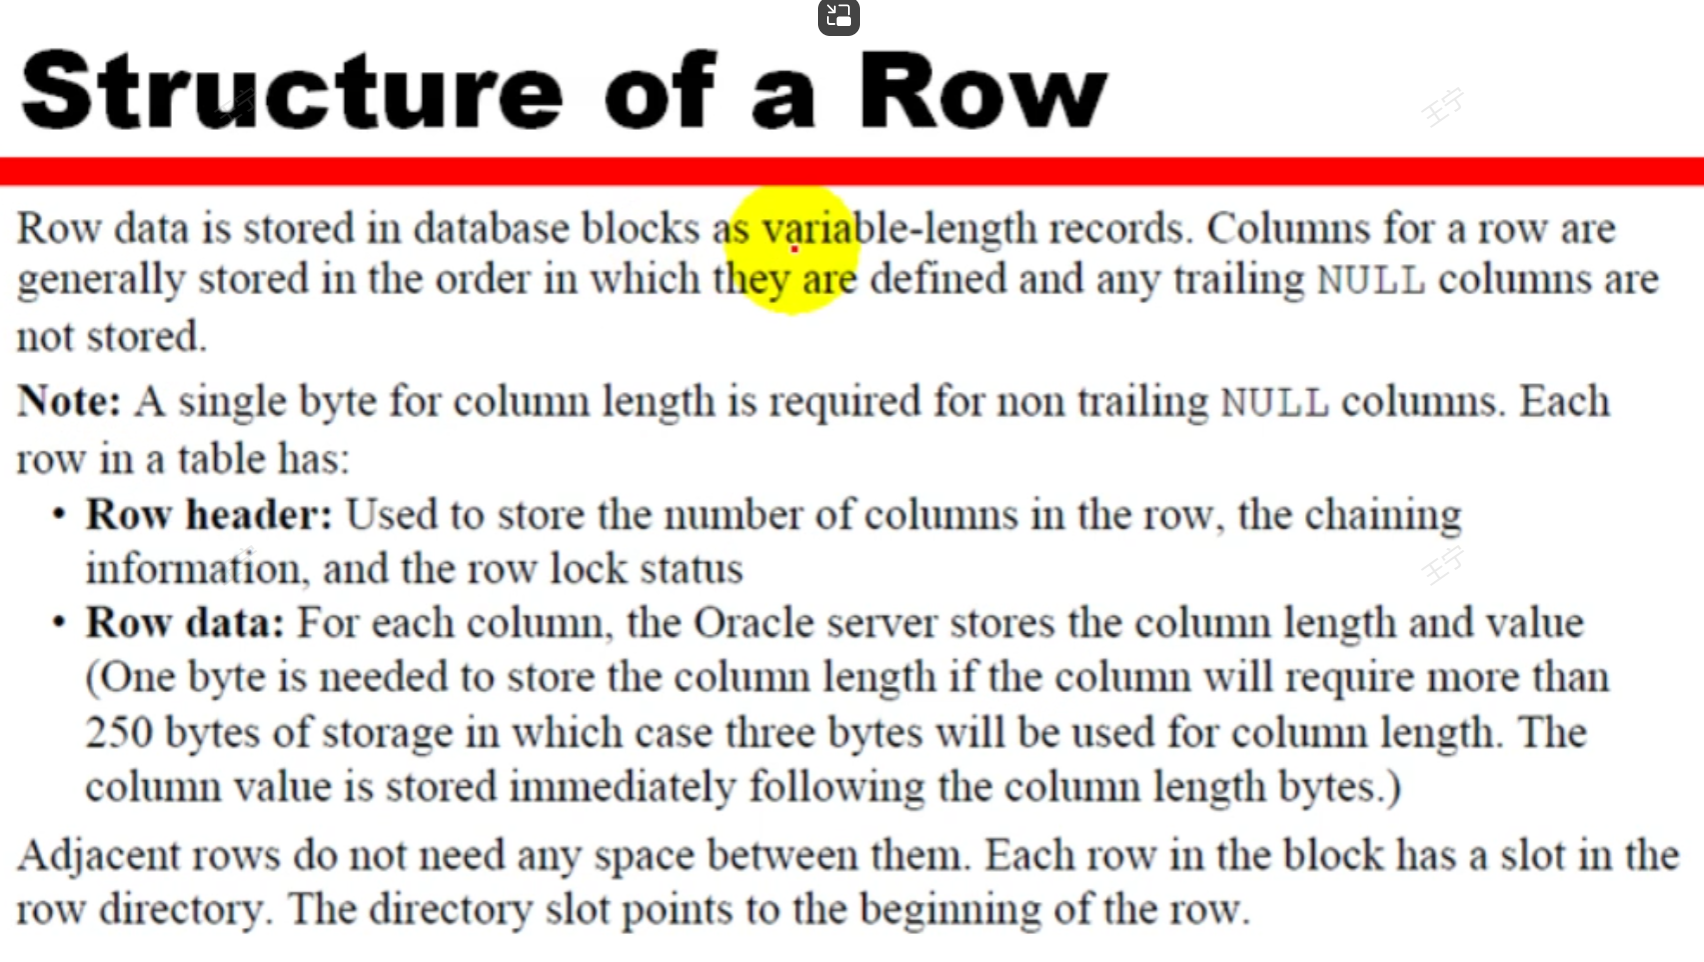 Structure of a Row
王宁
王宁
Row data is stored in database blocks as variable-length records. Columns for a row are
generally stored in the order in which they are defined and any trailing NULL columns are
not stored.
Note: A single byte for column length is required for non trailing NULL columns. Each
row in a table has:
• Row header: Used to store the number of columns in the row, the chaining
information, and the row lock status
王宁
• Row data: For each column, the Oracle server stores the column length and value
(One byte is needed to store the column length if the column will require more than
250 bytes of storage in which case three bytes will be used for column length. The
column value is stored immediately following the column length bytes.)
Adjacent rows do not need any space between them. Each row in the block has a slot in the
row directory. The directory slot points to the beginning of the row.